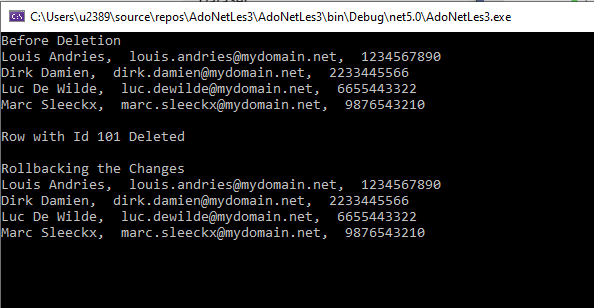 C:\Users\u2389\source\repos\AdoNetLes3\AdoNetLes3\bin\Debug\net5.0\AdoNetLes3.exe
Before Deletion
Louis Andries,  louis.andries@mydomain.net,  1234567890
Dirk Damien,  dirk.damien@mydomain.net,  2233445566
Luc De Wilde,  luc.dewilde@mydomain.net,  6655443322
Marc Sleeckx,  marc.sleeckx@mydomain.net,  9876543210
Row with Id 101 Deleted
Rollbacking the Changes
Louis Andries,  louis.andries@mydomain.net,  1234567890
Dirk Damien,  dirk.damien@mydomain.net,  2233445566
Luc De Wilde,  luc.dewilde@mydomain.net,  6655443322
Marc Sleeckx,  marc.sleeckx@mydomain.net,  9876543210